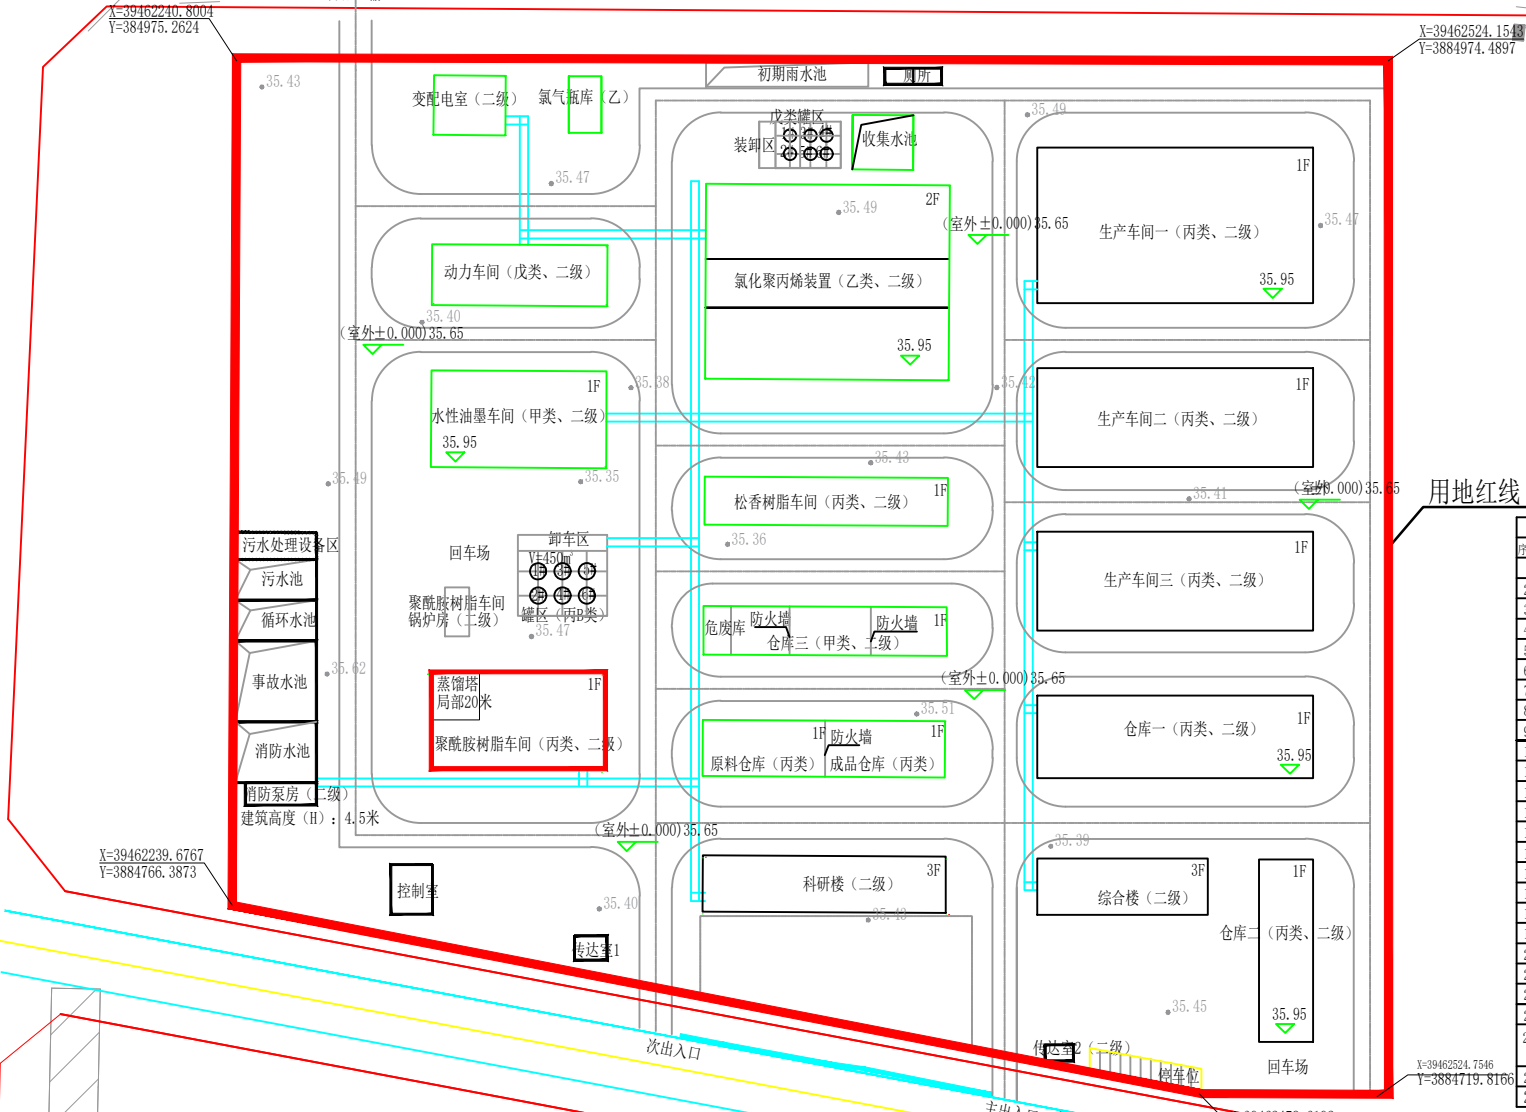 X=39462240.8004
Y=384975.2624
X=39462524.1543
Y=3884974.4897
35.43
变配电室（二级）
氯气瓶库（乙）
初期雨水池
厕所
戊类罐区
装卸区
收集水池
35.49
35.47
1F
2F
35.49
(室外±0.000)35.65
35.47
生产车间一（丙类、二级）
动力车间（戊类、二级）
氯化聚丙烯装置（乙类、二级）
35.95
35.40
(室外±0.000)35.65
35.95
1F
35.38
35.42
1F
水性油墨车间（甲类、二级）
35.95
生产车间二（丙类、二级）
35.43
35.49
35.35
1F
松香树脂车间（丙类、二级）
35.41
用地红线
35.36
污水处理设备区
回车场
卸车区
V=450m³
1F
污水池
生产车间三（丙类、二级）
聚酰胺树脂车间
锅炉房（二级）
罐区（丙B类）
循环水池
35.47
危废库
防火墙
防火墙
1F
仓库三（甲类、二级）
35.62
事故水池
蒸馏塔
局部20米
1F
(室外±0.000)35.65
35.51
1F
仓库一（丙类、二级）
消防水池
聚酰胺树脂车间（丙类、二级）
1F
防火墙
1F
原料仓库（丙类）
成品仓库（丙类）
35.95
消防泵房（二级）
建筑高度（H）：4.5米
(室外±0.000)35.65
35.39
X=39462239.6767
Y=3884766.3873
控制室
3F
科研楼（二级）
3F
综合楼（二级）
1F
35.40
35.43
仓库二（丙类、二级）
传达室1
35.45
35.95
次出入口
传达室2（二级）
停车位
回车场
X=39462524.7546
Y=3884719.8166